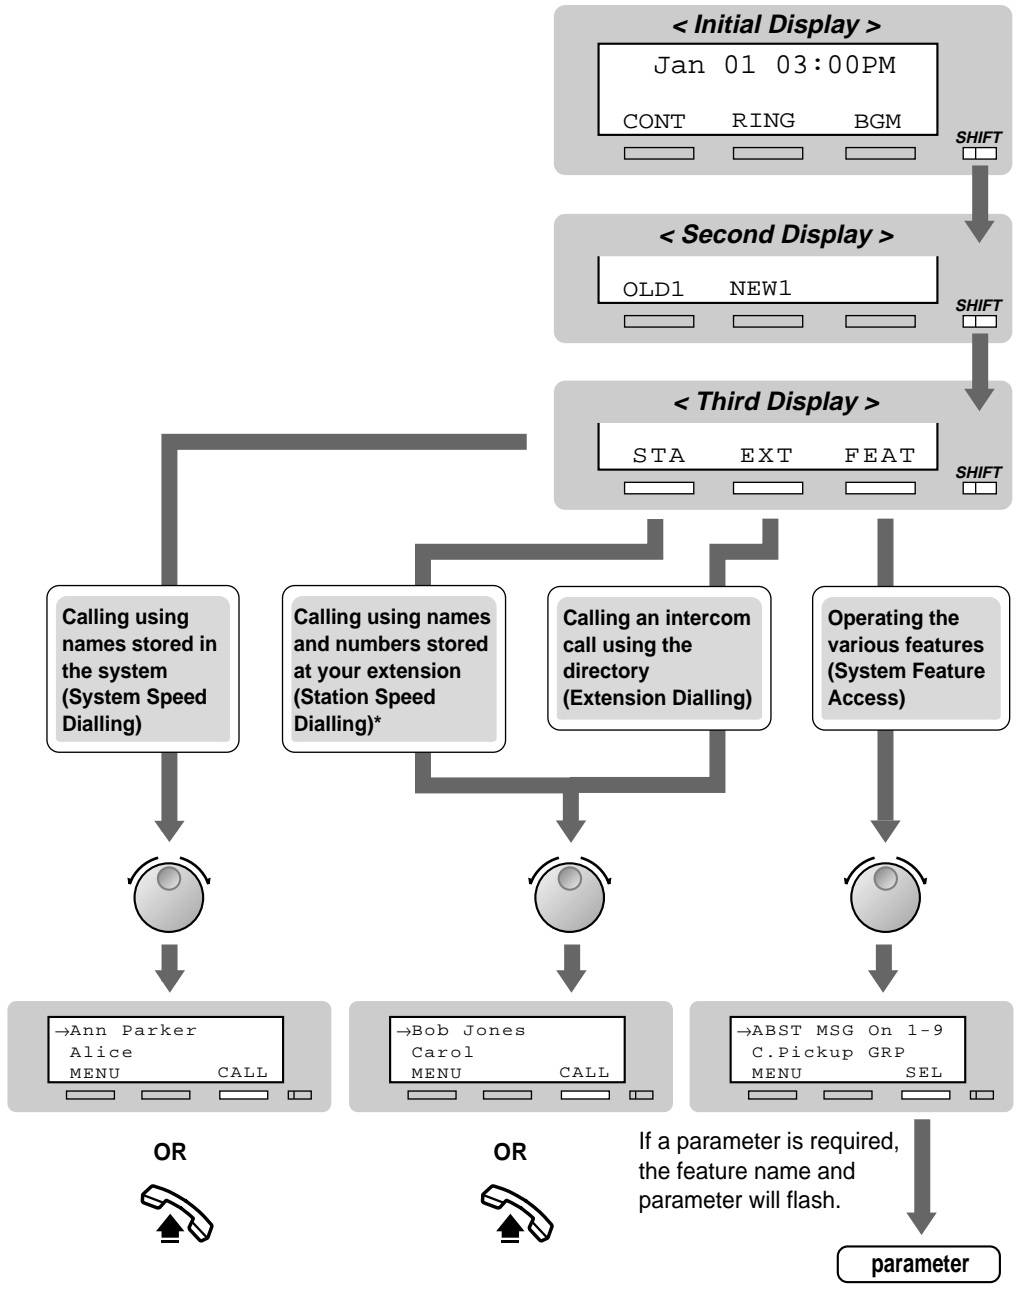 < Initial Display >
Jan 01 03:00PM
CONT RING BGM
SHIFT
< Second Display >
OLD1 NEW1
SHIFT
< Third Display >
STA EXT FEAT
SHIFT
Calling using
names stored in
the system
(System Speed
Dialling)
Calling using names
and numbers stored
at your extension
(Station Speed
Dialling)*
Calling an intercom
call using the
directory
(Extension Dialling)
Operating the
various features
(System Feature
Access)
→Ann Parker
Alice
MENU CALL
→Bob Jones
Carol
MENU CALL
→ABST MSG On 1-9
C.Pickup GRP
MENU SEL
OR
OR
If a parameter is required,
the feature name and
parameter will flash.
parameter